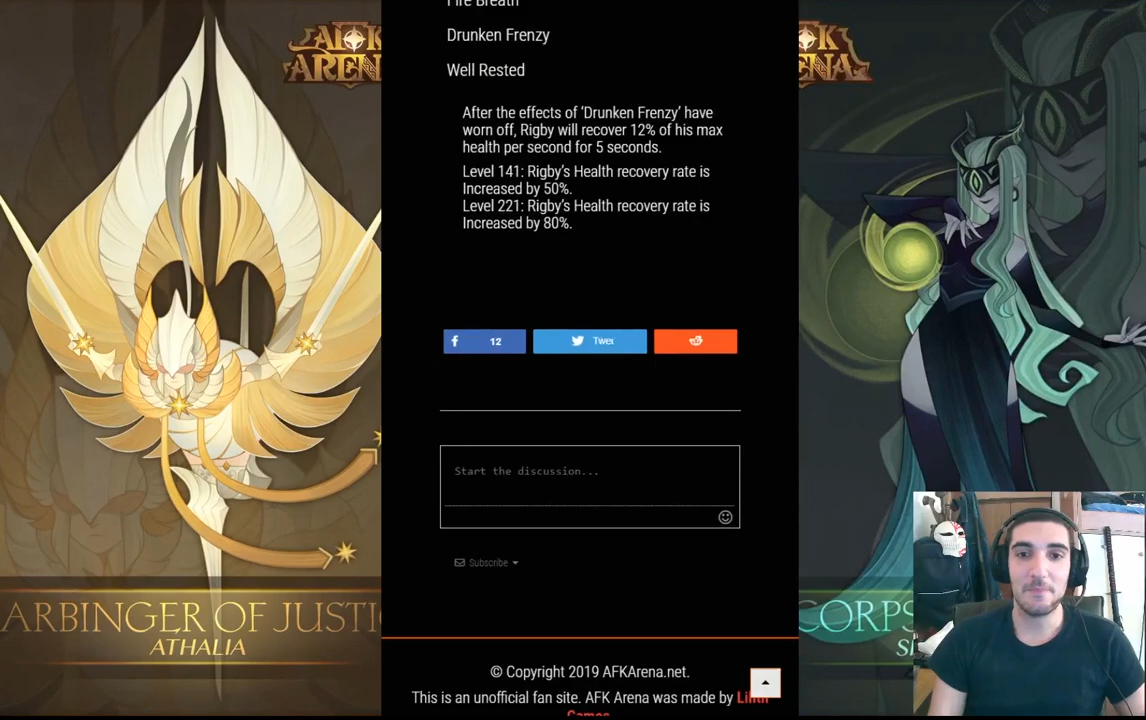 AFK
ARENA
Fire Breath
Drunken Frenzy
Well Rested
After the effects of ‘Drunken Frenzy’ have
worn off, Rigby will recover 12% of his max
health per second for 5 seconds.
Level 141: Rigby’s Health recovery rate is
Increased by 50%.
Level 221: Rigby’s Health recovery rate is
Increased by 80%.
12
Start the discussion...
Subscribe
© Copyright 2019 AFKArena.net.
This is an unofficial fan site. AFK Arena was made by Lilith
Games
ARBINGER OF JUSTI
ATHALIA
CORPS